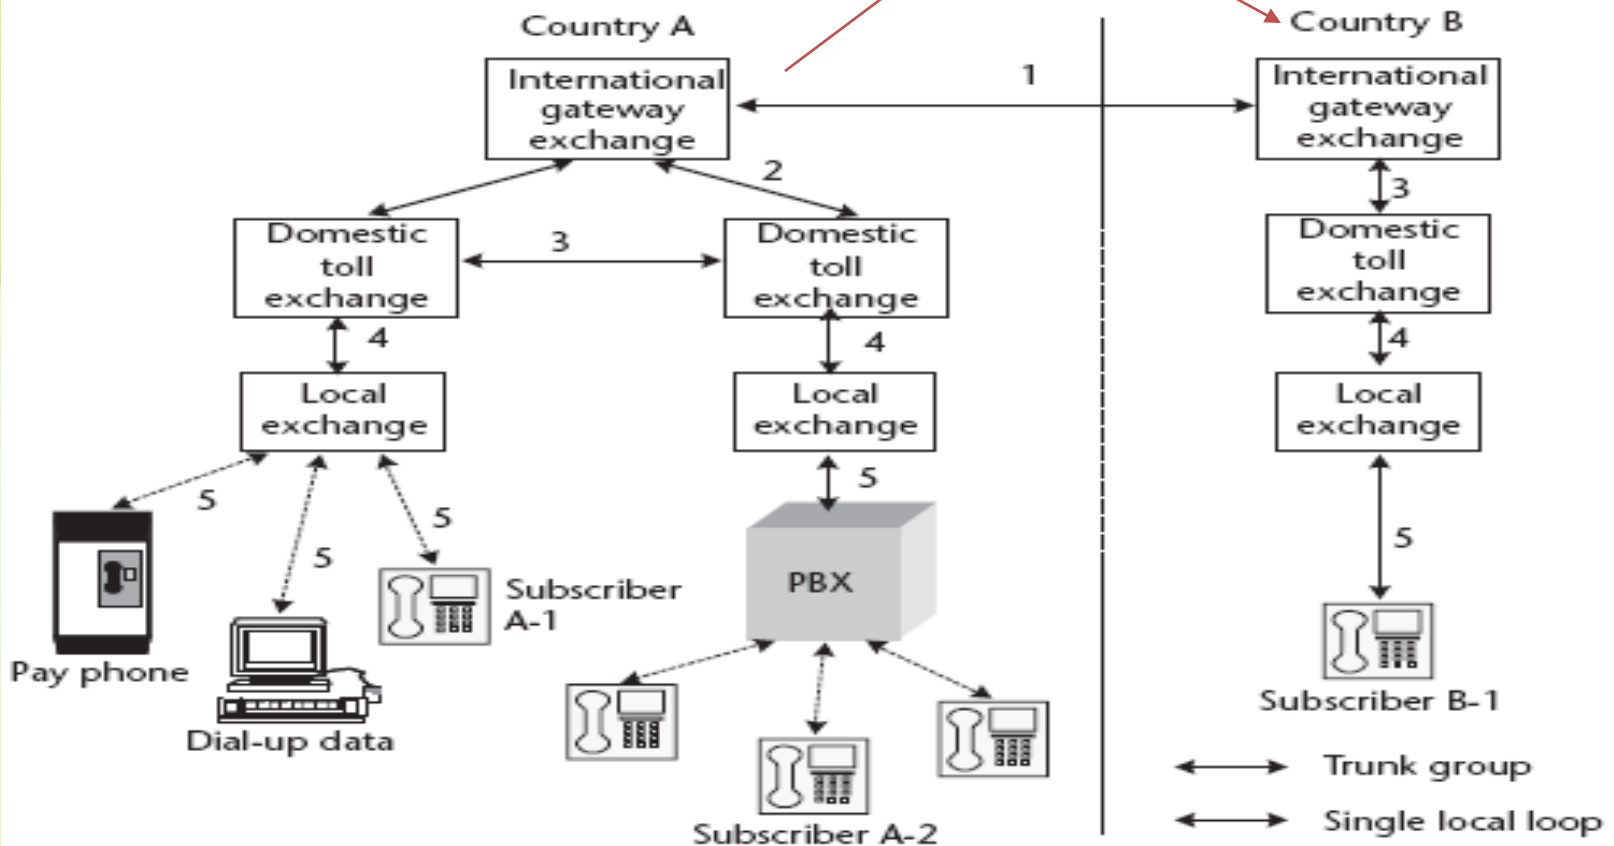 Country A
Country B
International
gateway
exchange
1
International
gateway
exchange
2
3
Domestic
toll
exchange
3
Domestic
toll
exchange
Domestic
toll
exchange
4
4
4
Local
exchange
Local
exchange
Local
exchange
5
5
5
5
5
Subscriber
A-1
PBX
Pay phone
Dial-up data
Subscriber A-2
Subscriber B-1
Trunk group
Single local loop